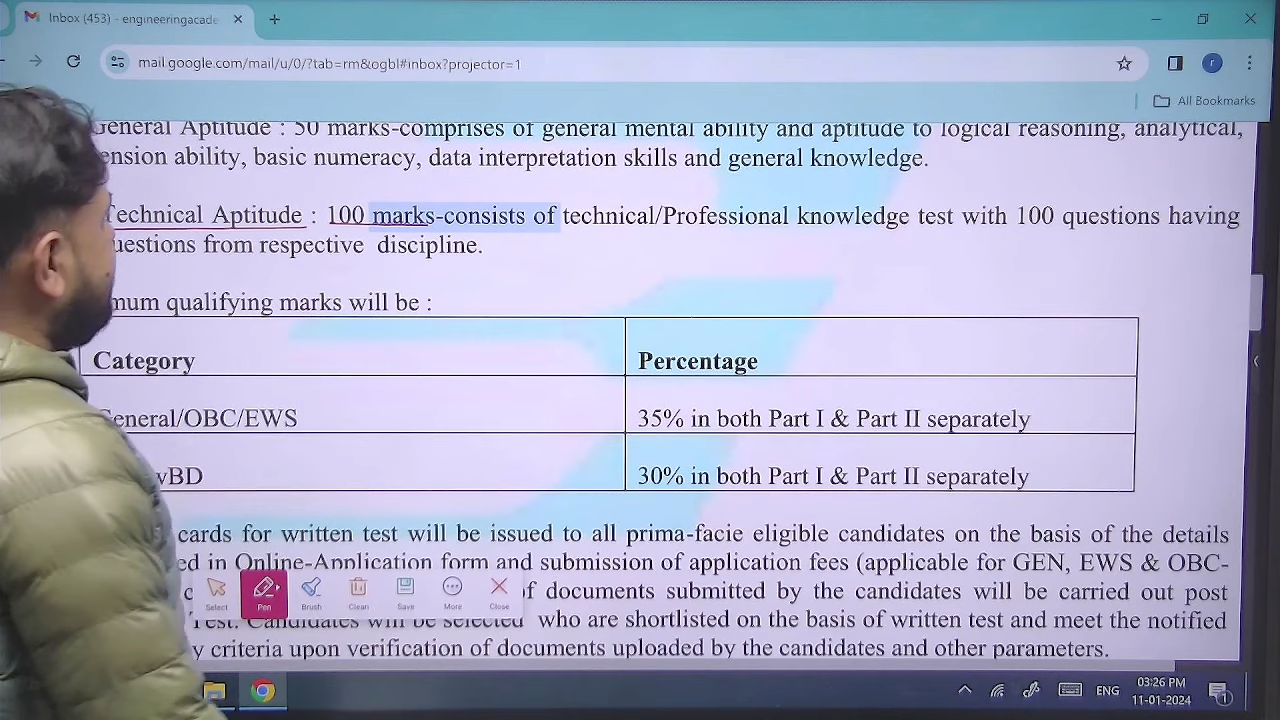 Inbox (453) - engineeringacade
mail.google.com/mail/u/0/?tab=rm&ogbl#inbox?projector=1
All Bookmarks
General Aptitude : 50 marks-comprises of general mental ability and aptitude to logical reasoning, analytical,
ension ability, basic numeracy, data interpretation skills and general knowledge.
Technical Aptitude : 100 marks-consists of technical/Professional knowledge test with 100 questions having
uestions from respective discipline.
mum qualifying marks will be :
Category Percentage
General/OBC/EWS 35% in both Part I & Part II separately
wBD 30% in both Part I & Part II separately
cards for written test will be issued to all prima-facie eligible candidates on the basis of the details
ed in Online-Application form and submission of application fees (applicable for GEN, EWS & OBC-
of documents submitted by the candidates will be carried out post
Select Pen Brush Clean Save More Close
Test. Candidates will be selected who are shortlisted on the basis of written test and meet the notified
y criteria upon verification of documents uploaded by the candidates and other parameters.
ENG 03:26 PM
11-01-2024
1
r